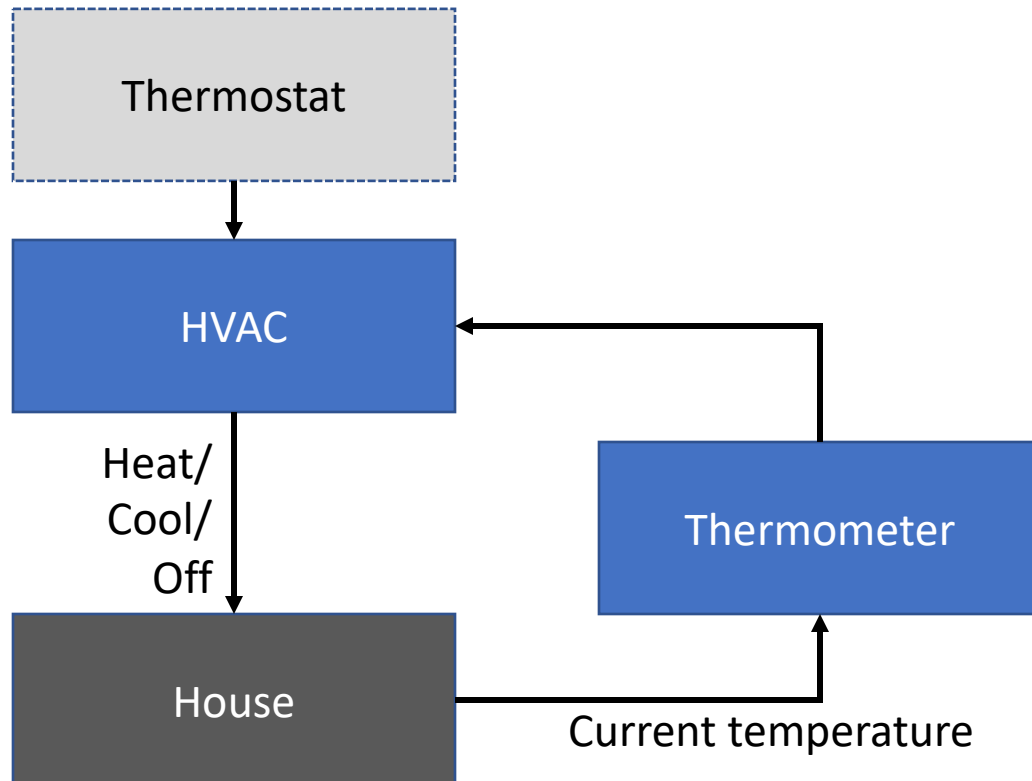 Thermostat
HVAC
Heat/
Cool/
Off
Thermometer
House
Current temperature